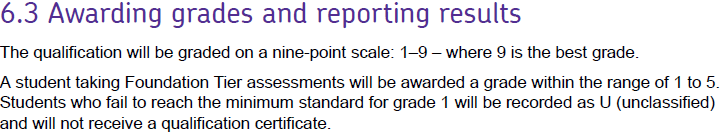 6.3 Awarding grades and reporting results
The qualification will be graded on a nine-point scale: 1–9 – where 9 is the best grade.
A student taking Foundation Tier assessments will be awarded a grade within the range of 1 to 5.
Students who fail to reach the minimum standard for grade 1 will be recorded as U (unclassified)
and will not receive a qualification certificate.